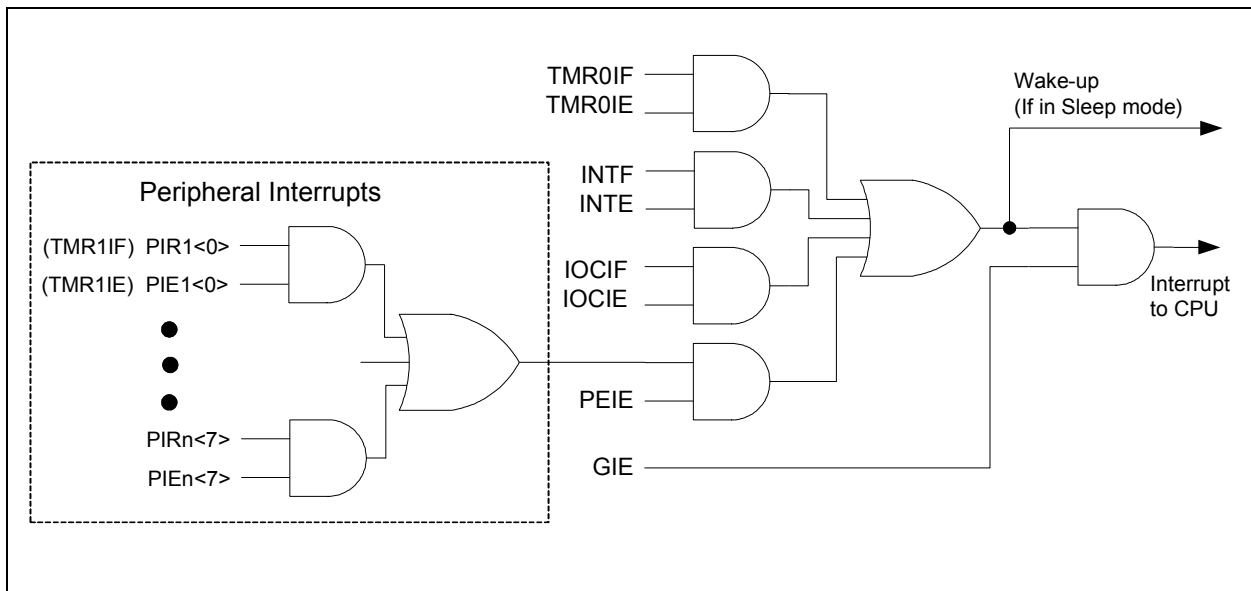 TMR0IF
TMR0IE
Wake-up
(If in Sleep mode)
INTF
INTE
Peripheral Interrupts
(TMR1IF) PIR1<0>
(TMR1IE) PIE1<0>
IOCIF
IOCIE
Interrupt
to CPU
PEIE
PIRn<7>
PIEn<7>
GIE